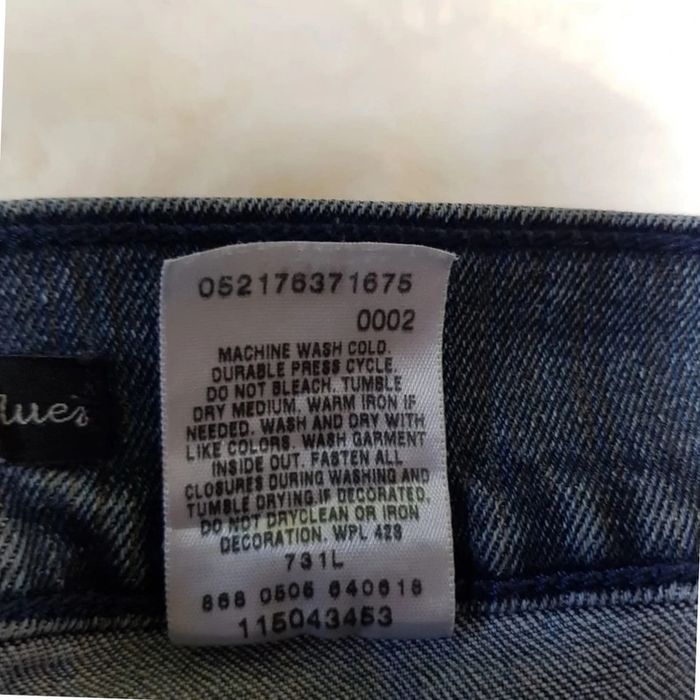 052176371675
0002
MACHINE WASH COLD.
DURABLE PRESS CYCLE.
DO NOT BLEACH. TUMBLE
DRY MEDIUM. WARM IRON IF
NEEDED. WASH AND DRY WITH
LIKE COLORS. WASH GARMENT
INSIDE OUT. FASTEN ALL
CLOSURES DURING WASHING AND
TUMBLE DRYING IF DECORATED.
DO NOT DRYCLEAN OR IRON
DECORATION. WPL 423
731L
868 0505 640618
115043453